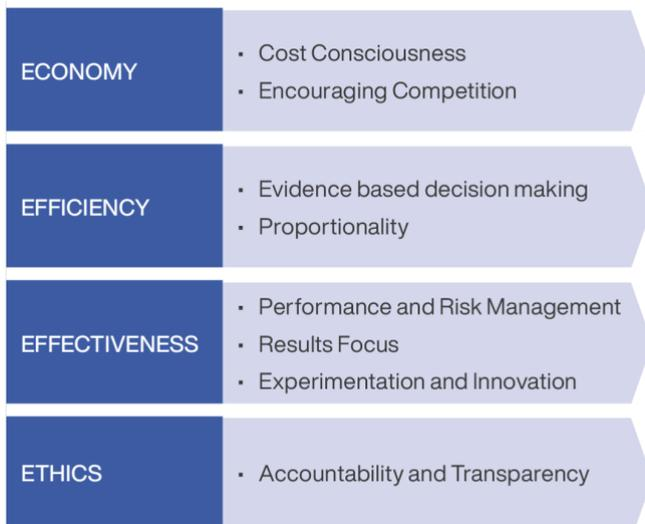 ECONOMY
· Cost Consciousness
· Encouraging Competition
EFFICIENCY
· Evidence based decision making
· Proportionality
EFFECTIVENESS
· Performance and Risk Management
· Results Focus
· Experimentation and Innovation
ETHICS
· Accountability and Transparency